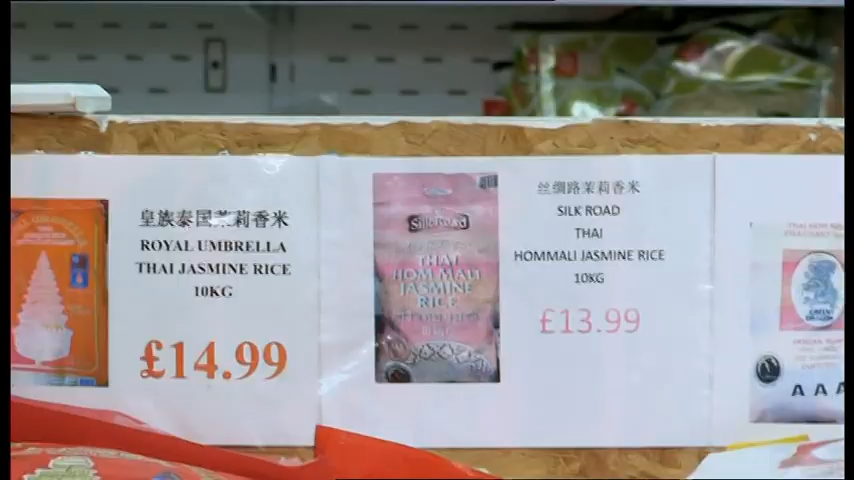 皇族泰国茉莉香米
ROYAL UMBRELLA
THAI JASMINE RICE
10KG
£14.99
SilkRoad
THAI
HOM MALI
JASMINE
RICE
丝绸路茉莉香米
SILK ROAD
THAI
HOMMALI JASMINE RICE
10KG
£13.99
GREEN
DRAGON
AAA